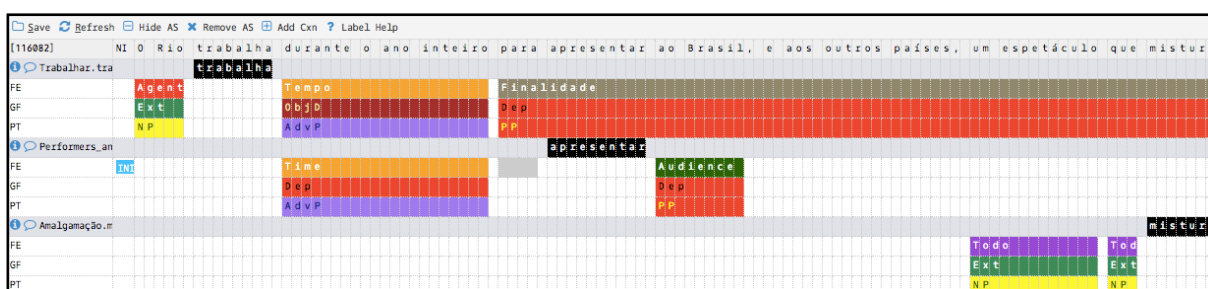 Save Refresh Hide AS Remove AS Add Cxn ? Label Help
[116082] NI O Rio trabalha durante o ano inteiro para apresentar ao Brasil, e aos outros países, um espetáculo que mistur
Trabalhar.tra trabalha
FE Agent Tempo Finalidade
GF Ext ObjD Dep
PT NP AdvP PP
Performers_an apresentar
FE INI Time Audience
GF Dep Dep
PT AdvP PP
Amalgamação.m mistur
FE Todo Tod
GF Ext Ext
PT NP NP